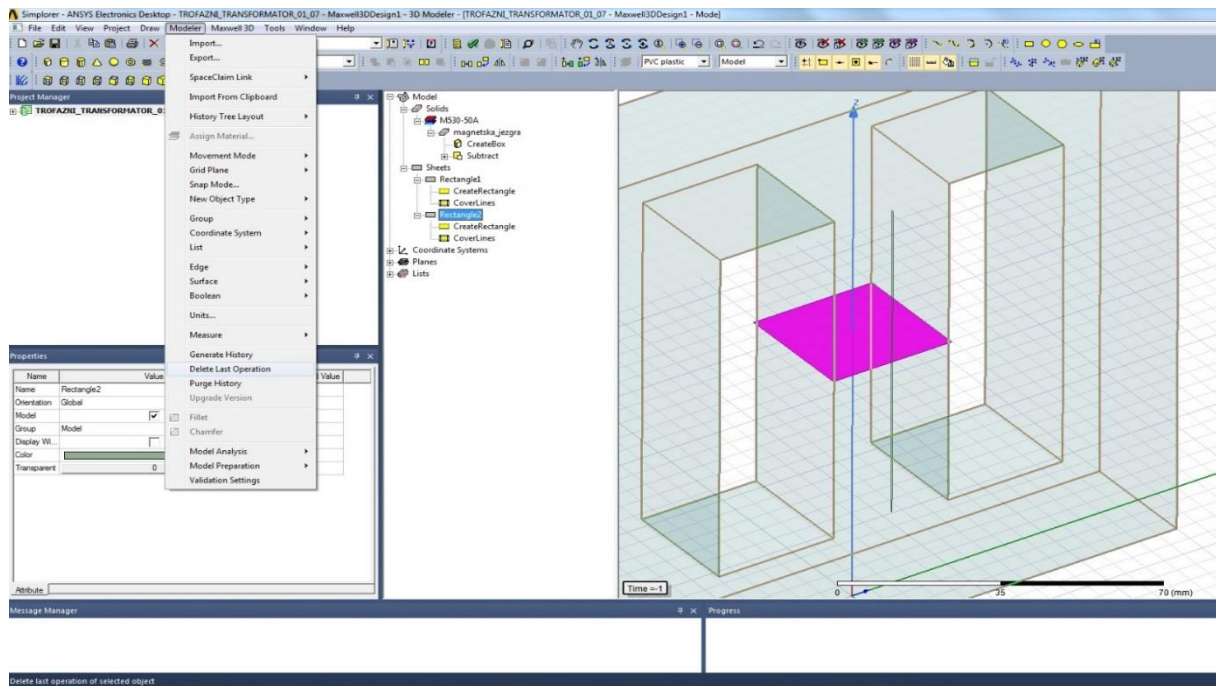 Simplorer - ANSYS Electronics Desktop - TROFAZNI_TRANSFORMATOR_01_07 - Maxwell3DDesign1 - 3D Modeler - [TROFAZNI_TRANSFORMATOR_01_07 - Maxwell3DDesign1 - Mode]
File Edit View Project Draw Modeler Maxwell 3D Tools Window Help
PVC plastic Model
Project Manager
TROFAZNI_TRANSFORMATOR_0
Import...
Export...
SpaceClaim Link
Import From Clipboard
History Tree Layout
Assign Material...
Movement Mode
Grid Plane
Snap Mode...
New Object Type
Group
Coordinate System
List
Edge
Surface
Boolean
Units...
Measure
Generate History
Delete Last Operation
Purge History
Upgrade Version
Fillet
Chamfer
Model Analysis
Model Preparation
Validation Settings
Properties
Name Value d Value
Name Rectangle2
Orientation Global
Model
Group Model
Display Wi...
Color
Transparent 0
Attribute
Model
Solids
M530-50A
magnetska_jezgra
CreateBox
Subtract
Sheets
Rectangle1
CreateRectangle
CoverLines
Rectangle2
CreateRectangle
CoverLines
Coordinate Systems
Planes
Lists
Z
Time =-1
0 35 70 (mm)
Message Manager
Progress
Delete last operation of selected object